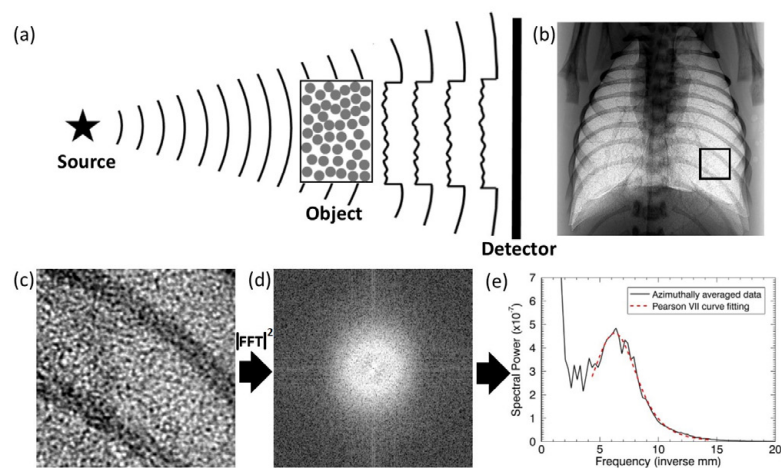 (a)
Source
Object
Detector
(b)
(c)
|FFT|²
(d)
(e)
Spectral Power (x10⁻⁷)
7
6
5
4
3
2
1
0
Azimuthally averaged data
Pearson VII curve fitting
0 5 10 15 20
Frequency (inverse mm)